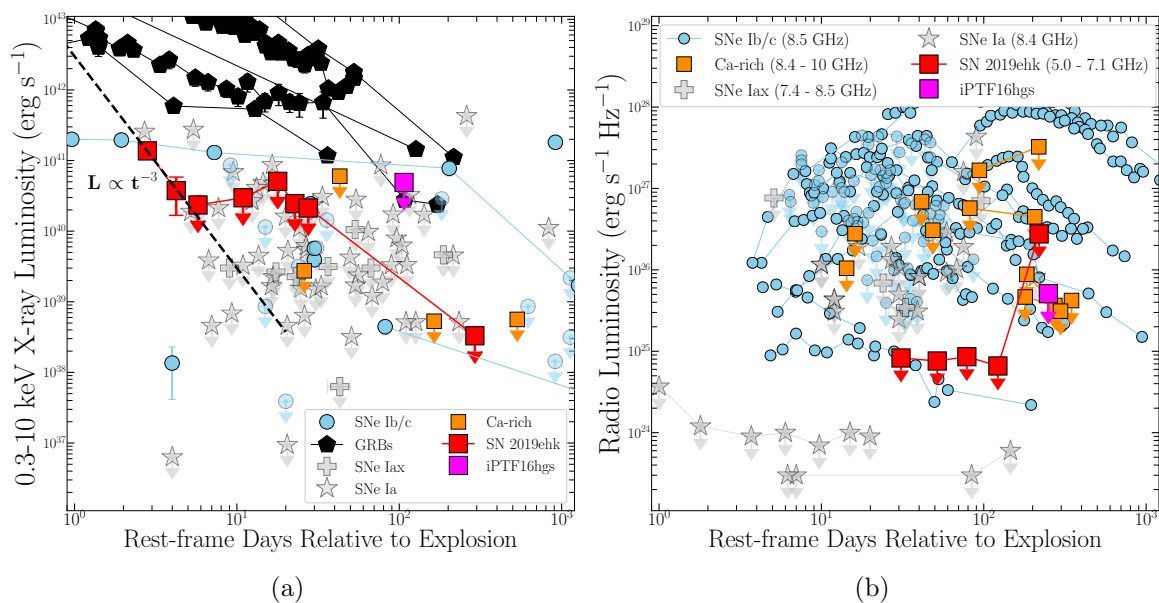 10^13
10^12
10^11
10^10
10^39
10^38
10^37
0.3-10 keV X-ray Luminosity (erg s^−1)
L ∝ t^−3
SNe Ib/c
GRBs
SNe Iax
SNe Ia
Ca-rich
SN 2019ehk
iPTF16hgs
10^0
10^1
10^2
10^3
Rest-frame Days Relative to Explosion
(a)
10^29
10^28
10^27
10^26
10^25
10^24
Radio Luminosity (erg s^−1 Hz^−1)
SNe Ib/c (8.5 GHz)
Ca-rich (8.4 - 10 GHz)
SNe Iax (7.4 - 8.5 GHz)
SNe Ia (8.4 GHz)
SN 2019ehk (5.0 - 7.1 GHz)
iPTF16hgs
10^0
10^1
10^2
10^3
Rest-frame Days Relative to Explosion
(b)